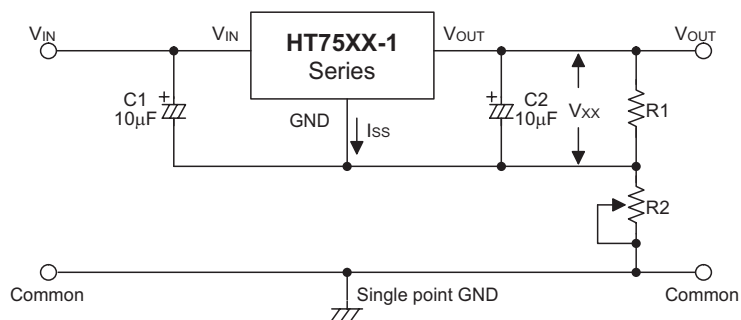 VIN
VIN
HT75XX-1
Series
VOUT
VOUT
C1
10μF
GND
ISS
C2
10μF
VXX
R1
R2
Common
Single point GND
Common